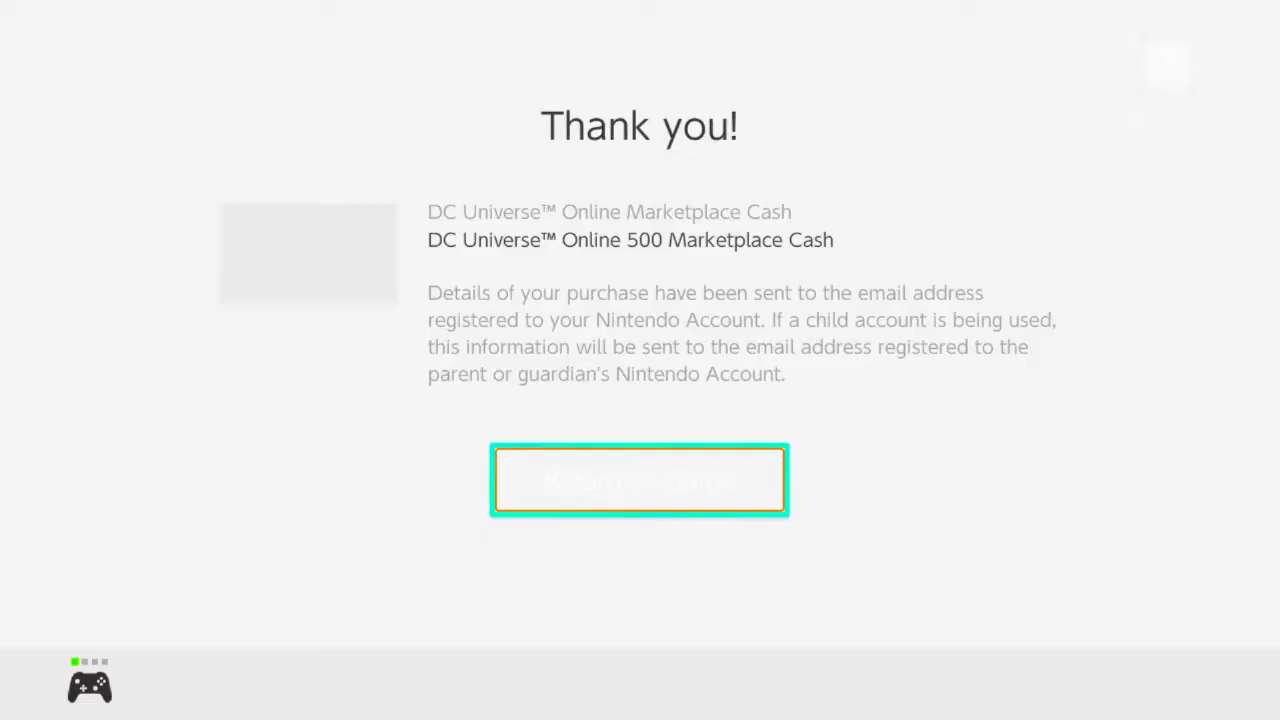 Thank you!
DC Universe™ Online Marketplace Cash
DC Universe™ Online 500 Marketplace Cash
Details of your purchase have been sent to the email address
registered to your Nintendo Account. If a child account is being used,
this information will be sent to the email address registered to the
parent or guardian's Nintendo Account.